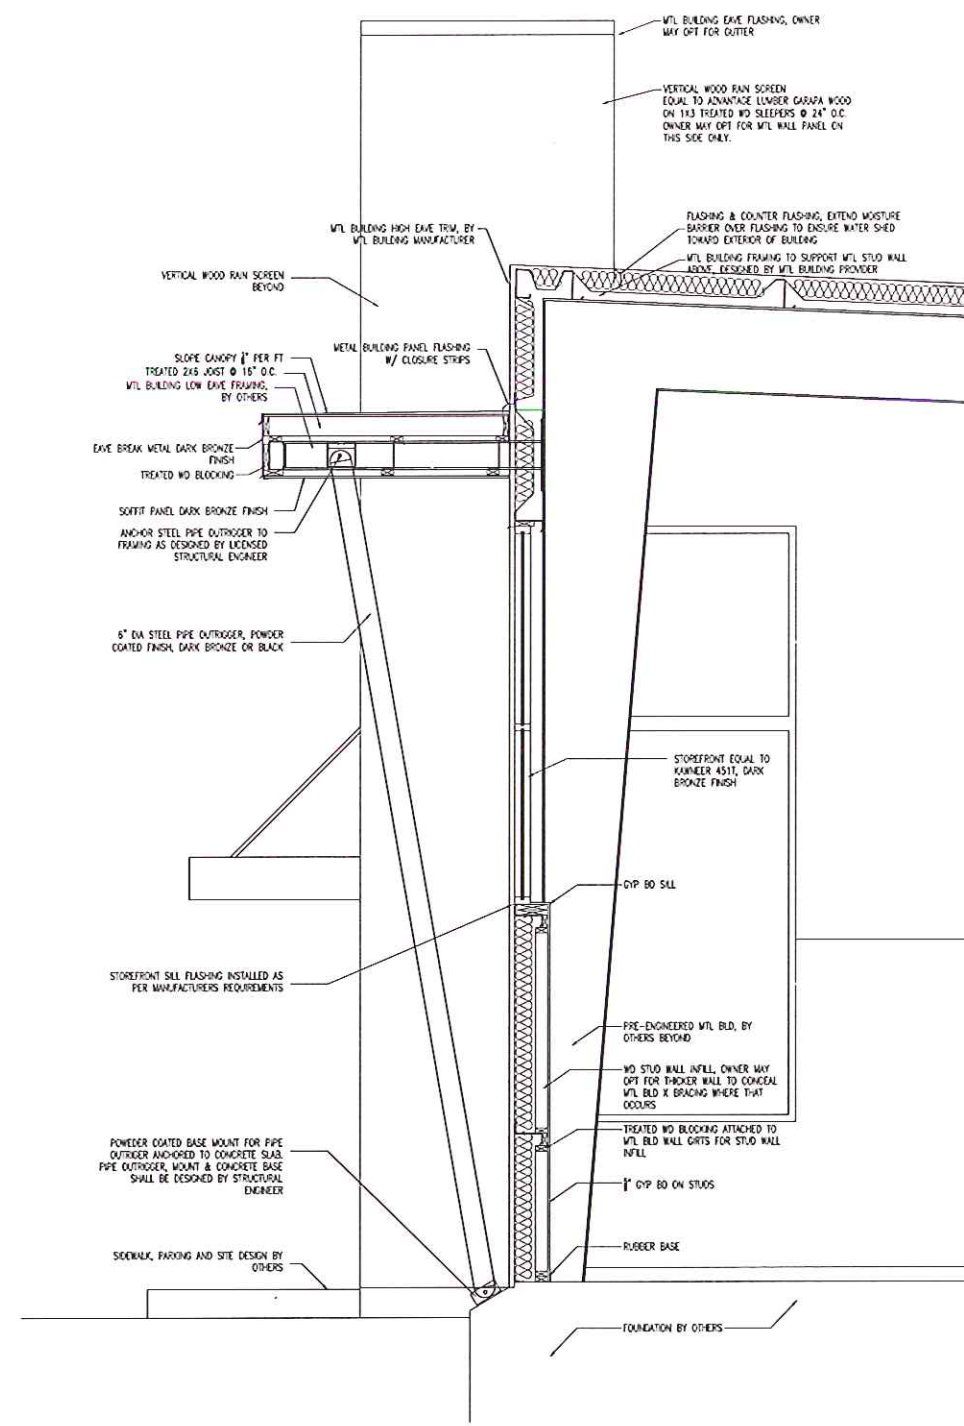 MTL BUILDING EAVE FLASHING, OWNER
MAY OPT FOR GUTTER
VERTICAL WOOD RAIN SCREEN
EQUAL TO ADVANTAGE LUMBER GARAPA WOOD
ON 1X3 TREATED WD SLEEPERS @ 24" O.C.
OWNER MAY OPT FOR MTL WALL PANEL ON
THIS SIDE ONLY.
MTL BUILDING HIGH EAVE TRIM, BY
MTL BUILDING MANUFACTURER
FLASHING & COUNTER FLASHING, EXTEND MOISTURE
BARRIER OVER FLASHING TO ENSURE WATER SHED
TOWARD EXTERIOR OF BUILDING
MTL BUILDING FRAMING TO SUPPORT MTL STUD WALL
ABOVE, DESIGNED BY MTL BUILDING PROVIDER
VERTICAL WOOD RAIN SCREEN
BEYOND
METAL BUILDING PANEL FLASHING
W/ CLOSURE STRIPS
SLOPE CANOPY PER FT
TREATED 2X6 JOIST @ 16" O.C.
MTL BUILDING LOW EAVE FRAMING,
BY OTHERS
EAVE BREAK METAL DARK BRONZE
FINISH
TREATED WD BLOCKING
SOFFIT PANEL DARK BRONZE FINISH
ANCHOR STEEL PIPE OUTRIGGER TO
FRAMING AS DESIGNED BY LICENSED
STRUCTURAL ENGINEER
6" DIA STEEL PIPE OUTRIGGER, POWDER
COATED FINISH, DARK BRONZE OR BLACK
STOREFRONT EQUAL TO
KAWNEER 451T, DARK
BRONZE FINISH
GYP BD SILL
STOREFRONT SILL FLASHING INSTALLED AS
PER MANUFACTURERS REQUIREMENTS
PRE-ENGINEERED MTL BLD, BY
OTHERS BEYOND
WD STUD WALL INFILL, OWNER MAY
OPT FOR THICKER WALL TO CONCEAL
MTL BLD X BRACING WHERE THAT
OCCURS
TREATED WD BLOCKING ATTACHED TO
MTL BLD WALL GIRTS FOR STUD WALL
INFILL
POWDER COATED BASE MOUNT FOR PIPE
OUTRIGER ANCHORED TO CONCRETE SLAB.
PIPE OUTRIGGER, MOUNT & CONCRETE BASE
SHALL BE DESIGNED BY STRUCTURAL
ENGINEER
GYP BD ON STUDS
RUBBER BASE
SIDEWALK, PARKING AND SITE DESIGN BY
OTHERS
FOUNDATION BY OTHERS